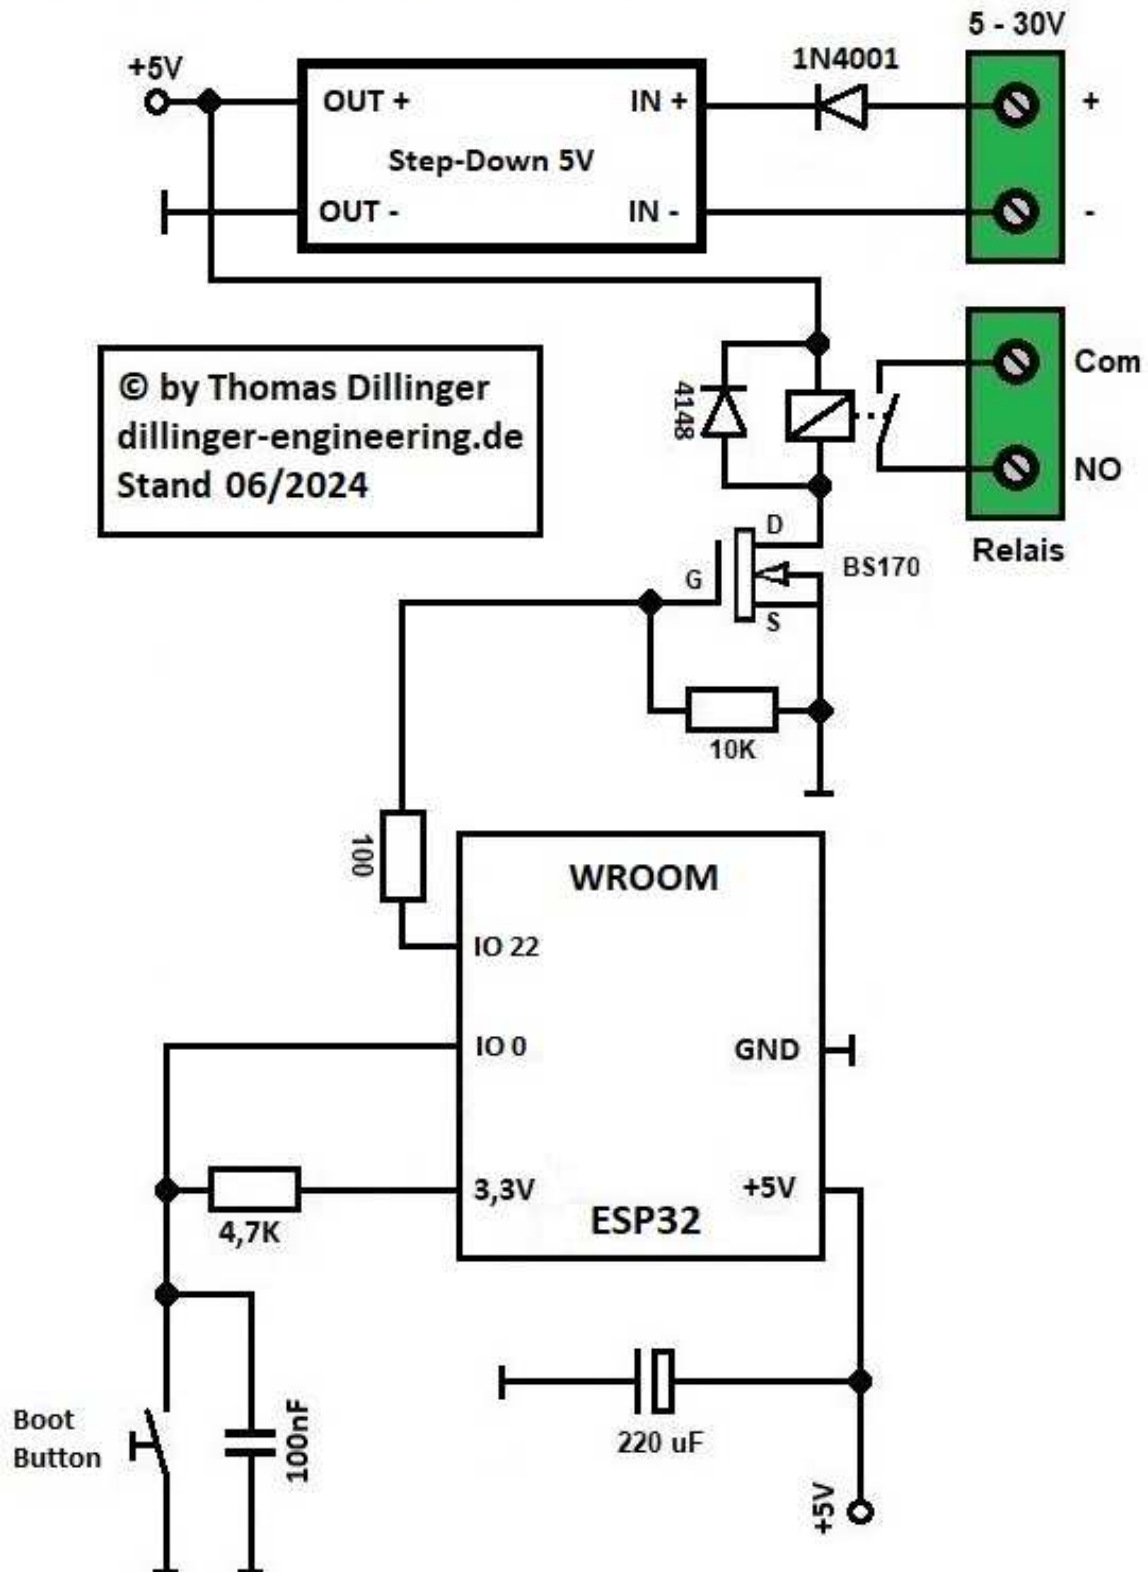 5 - 30V
1N4001
+5V
OUT +
IN +
+
Step-Down 5V
OUT -
IN -
-
© by Thomas Dillinger
dillinger-engineering.de
Stand 06/2024
4148
Com
NO
Relais
D
G
BS170
S
10K
100
WROOM
IO 22
IO 0
GND
3,3V
+5V
4,7K
ESP32
Boot
Button
100nF
220 uF
+5V